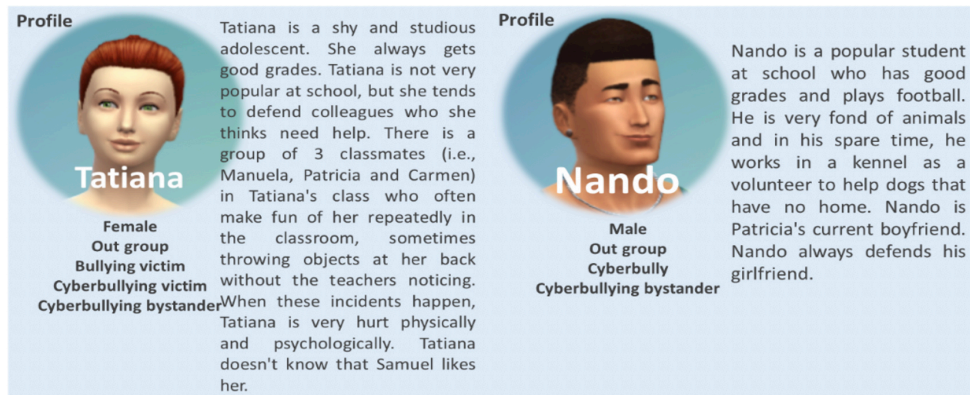 Profile
Tatiana
Female
Out group
Bullying victim
Cyberbullying victim
Cyberbullying bystander
Tatiana is a shy and studious
adolescent. She always gets
good grades. Tatiana is not very
popular at school, but she tends
to defend colleagues who she
thinks need help. There is a
group of 3 classmates (i.e.,
Manuela, Patricia and Carmen)
in Tatiana's class who often
make fun of her repeatedly in
the classroom, sometimes
throwing objects at her back
without the teachers noticing.
When these incidents happen,
Tatiana is very hurt physically
and psychologically. Tatiana
doesn't know that Samuel likes
her.
Profile
Nando
Male
Out group
Cyberbully
Cyberbullying bystander
Nando is a popular student
at school who has good
grades and plays football.
He is very fond of animals
and in his spare time, he
works in a kennel as a
volunteer to help dogs that
have no home. Nando is
Patricia's current boyfriend.
Nando always defends his
girlfriend.